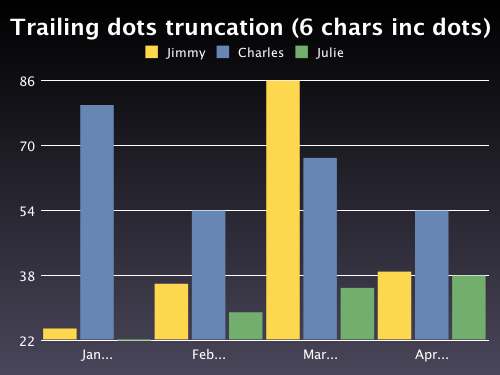 Trailing dots truncation (6 chars inc dots)
Jimmy Charles Julie
86
70
54
38
22
Jan... Feb... Mar... Apr...